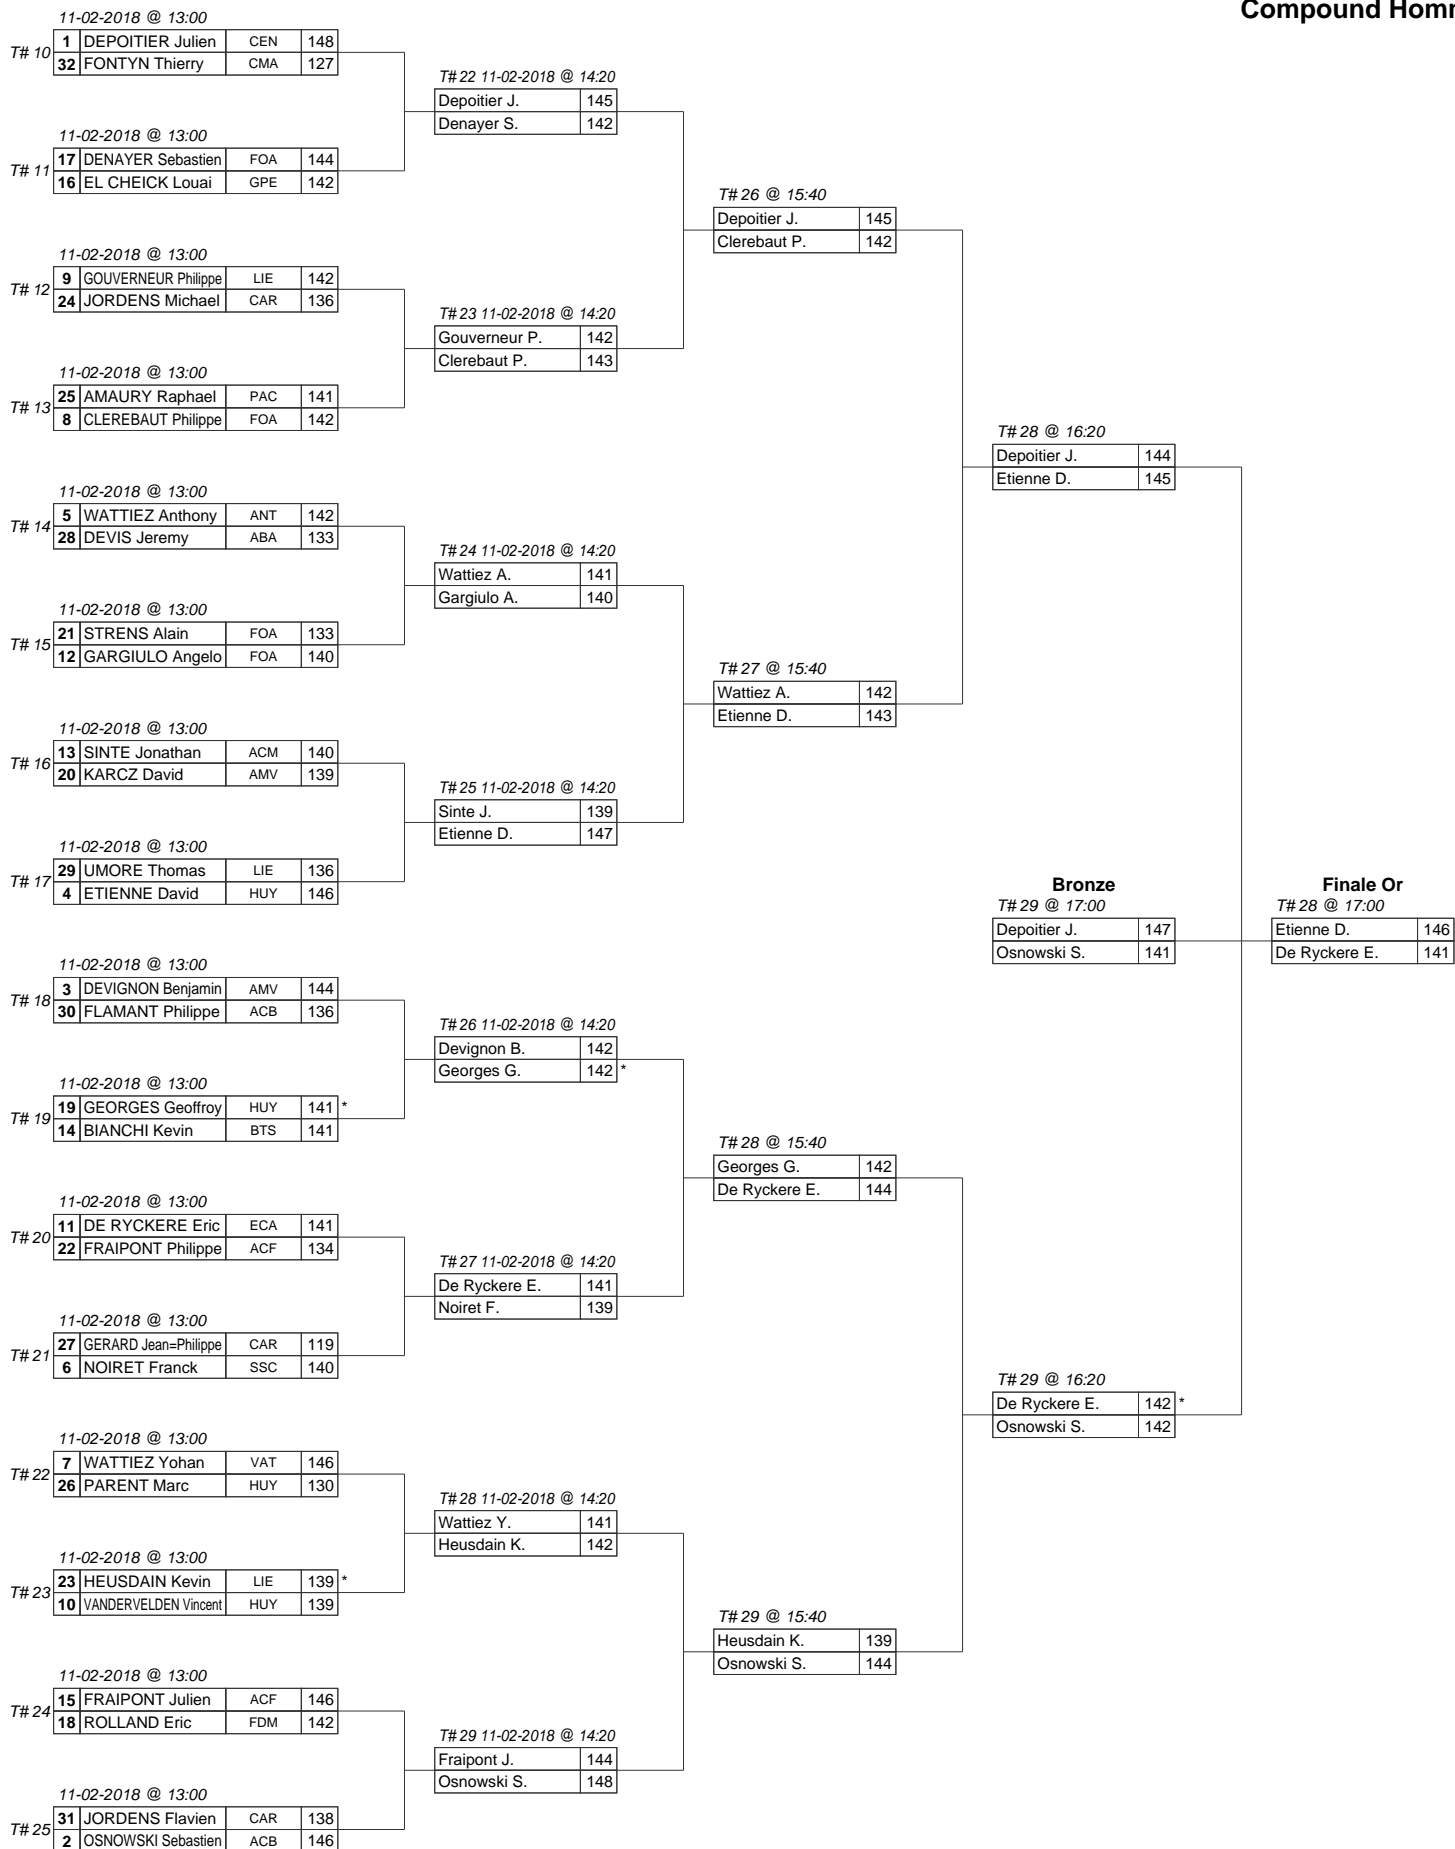 Compound Homm
11-02-2018 @ 13:00
T# 10
1 DEPOITIER Julien CEN 148
32 FONTYN Thierry CMA 127
11-02-2018 @ 13:00
T# 11
17 DENAYER Sebastien FOA 144
16 EL CHEICK Louai GPE 142
11-02-2018 @ 13:00
T# 12
9 GOUVERNEUR Philippe LIE 142
24 JORDENS Michael CAR 136
11-02-2018 @ 13:00
T# 13
25 AMAURY Raphael PAC 141
8 CLEREBAUT Philippe FOA 142
11-02-2018 @ 13:00
T# 14
5 WATTIEZ Anthony ANT 142
28 DEVIS Jeremy ABA 133
11-02-2018 @ 13:00
T# 15
21 STRENS Alain FOA 133
12 GARGIULO Angelo FOA 140
11-02-2018 @ 13:00
T# 16
13 SINTE Jonathan ACM 140
20 KARCZ David AMV 139
11-02-2018 @ 13:00
T# 17
29 UMORE Thomas LIE 136
4 ETIENNE David HUY 146
11-02-2018 @ 13:00
T# 18
3 DEVIGNON Benjamin AMV 144
30 FLAMANT Philippe ACB 136
11-02-2018 @ 13:00
T# 19
19 GEORGES Geoffroy HUY 141 *
14 BIANCHI Kevin BTS 141
11-02-2018 @ 13:00
T# 20
11 DE RYCKERE Eric ECA 141
22 FRAIPONT Philippe ACF 134
11-02-2018 @ 13:00
T# 21
27 GERARD Jean=Philippe CAR 119
6 NOIRET Franck SSC 140
11-02-2018 @ 13:00
T# 22
7 WATTIEZ Yohan VAT 146
26 PARENT Marc HUY 130
11-02-2018 @ 13:00
T# 23
23 HEUSDAIN Kevin LIE 139 *
10 VANDERVELDEN Vincent HUY 139
11-02-2018 @ 13:00
T# 24
15 FRAIPONT Julien ACF 146
18 ROLLAND Eric FDM 142
11-02-2018 @ 13:00
T# 25
31 JORDENS Flavien CAR 138
2 OSNOWSKI Sebastien ACB 146
T# 22 11-02-2018 @ 14:20
Depoitier J. 145
Denayer S. 142
T# 23 11-02-2018 @ 14:20
Gouverneur P. 142
Clerebaut P. 143
T# 24 11-02-2018 @ 14:20
Wattiez A. 141
Gargiulo A. 140
T# 25 11-02-2018 @ 14:20
Sinte J. 139
Etienne D. 147
T# 26 11-02-2018 @ 14:20
Devignon B. 142
Georges G. 142 *
T# 27 11-02-2018 @ 14:20
De Ryckere E. 141
Noiret F. 139
T# 28 11-02-2018 @ 14:20
Wattiez Y. 141
Heusdain K. 142
T# 29 11-02-2018 @ 14:20
Fraipont J. 144
Osnowski S. 148
T# 26 @ 15:40
Depoitier J. 145
Clerebaut P. 142
T# 27 @ 15:40
Wattiez A. 142
Etienne D. 143
T# 28 @ 15:40
Georges G. 142
De Ryckere E. 144
T# 29 @ 15:40
Heusdain K. 139
Osnowski S. 144
T# 28 @ 16:20
Depoitier J. 144
Etienne D. 145
T# 29 @ 16:20
De Ryckere E. 142 *
Osnowski S. 142
Bronze
T# 29 @ 17:00
Depoitier J. 147
Osnowski S. 141
Finale Or
T# 28 @ 17:00
Etienne D. 146
De Ryckere E. 141